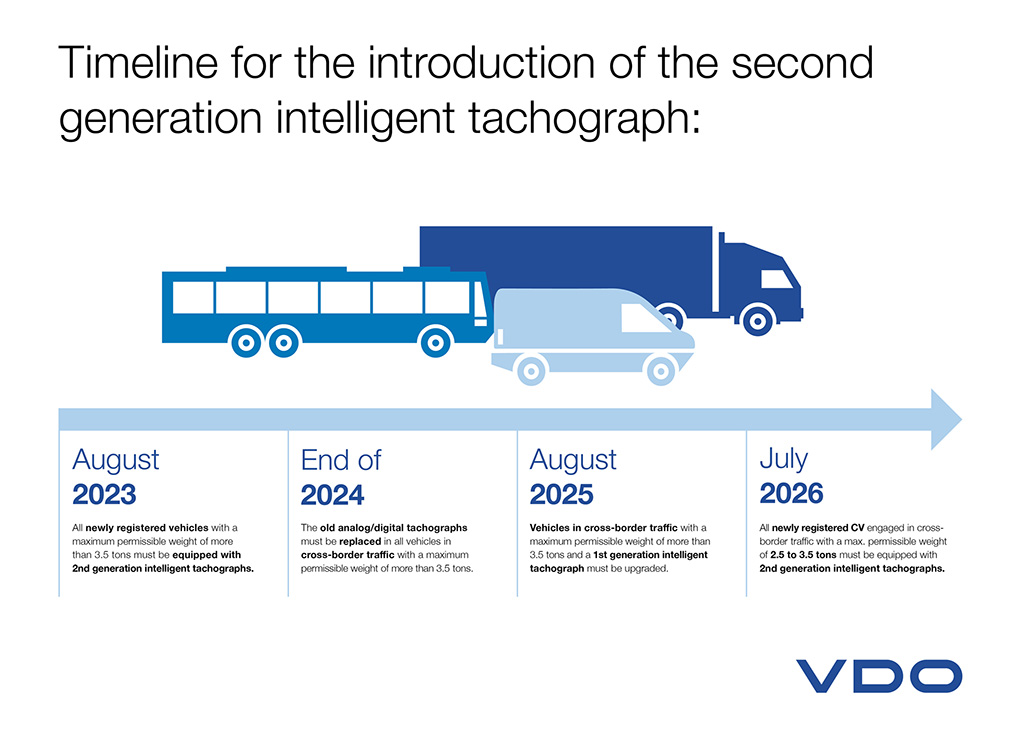 Timeline for the introduction of the second
generation intelligent tachograph:
August
2023
All newly registered vehicles with a
maximum permissible weight of more
than 3.5 tons must be equipped with
2nd generation intelligent tachographs.
End of
2024
The old analog/digital tachographs
must be replaced in all vehicles in
cross-border traffic with a maximum
permissible weight of more than 3.5 tons.
August
2025
Vehicles in cross-border traffic with a
maximum permissible weight of more than
3.5 tons and a 1st generation intelligent
tachograph must be upgraded.
July
2026
All newly registered CV engaged in cross-
border traffic with a max. permissible weight
of 2.5 to 3.5 tons must be equipped with
2nd generation intelligent tachographs.
VDO